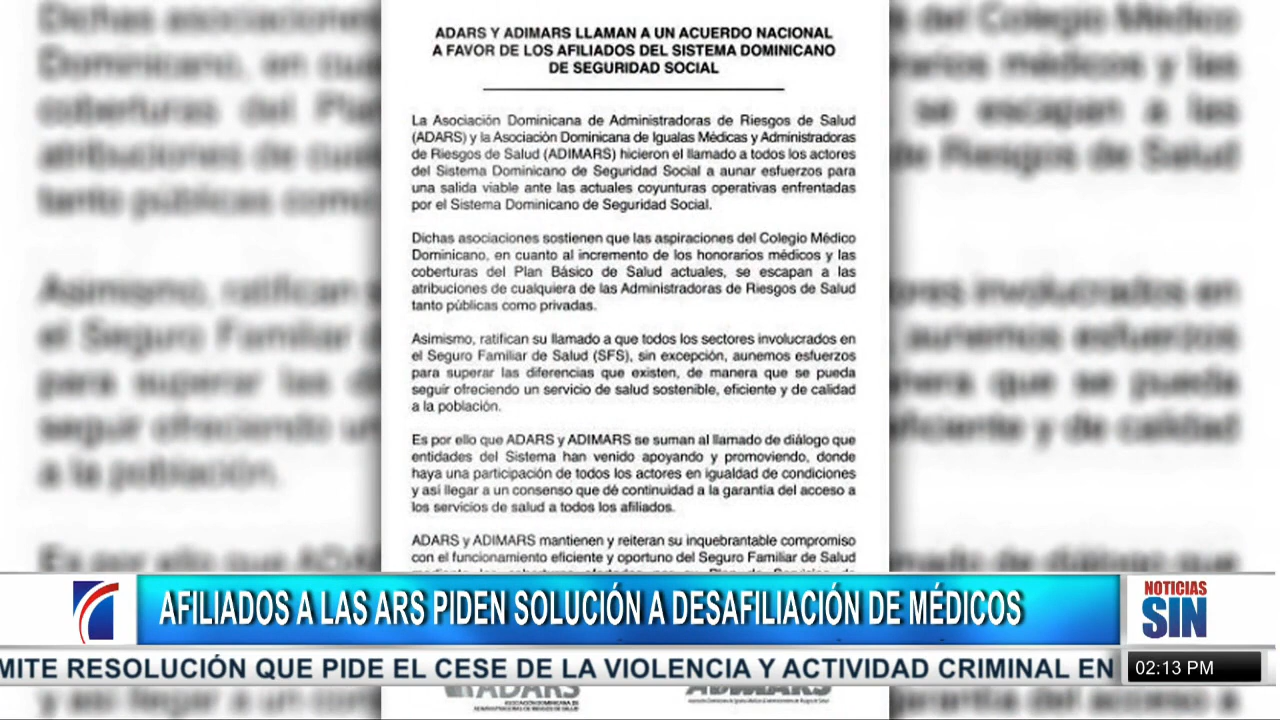 ADARS Y ADIMARS LLAMAN A UN ACUERDO NACIONAL
A FAVOR DE LOS AFILIADOS DEL SISTEMA DOMINICANO
DE SEGURIDAD SOCIAL
La Asociación Dominicana de Administradoras de Riesgos de Salud
(ADARS) y la Asociación Dominicana de Igualas Médicas y Administradoras
de Riesgos de Salud (ADIMARS) hicieron el llamado a todos los actores
del Sistema Dominicano de Seguridad Social a aunar esfuerzos para
una salida viable ante las actuales coyunturas operativas enfrentadas
por el Sistema Dominicano de Seguridad Social.
Dichas asociaciones sostienen que las aspiraciones del Colegio Médico
Dominicano, en cuanto al incremento de los honorarios médicos y las
coberturas del Plan Básico de Salud actuales, se escapan a las
atribuciones de cualquiera de las Administradoras de Riesgos de Salud
tanto públicas como privadas.
Asimismo, ratifican su llamado a que todos los sectores involucrados en
el Seguro Familiar de Salud (SFS), sin excepción, aunemos esfuerzos
para superar las diferencias que existen, de manera que se pueda
seguir ofreciendo un servicio de salud sostenible, eficiente y de calidad
a la población.
Es por ello que ADARS y ADIMARS se suman al llamado de diálogo que
entidades del Sistema han venido apoyando y promoviendo, donde
haya una participación de todos los actores en igualdad de condiciones
y así llegar a un consenso que dé continuidad a la garantía del acceso a
los servicios de salud a todos los afiliados.
ADARS y ADIMARS mantienen y reiteran su inquebrantable compromiso
con el funcionamiento eficiente y oportuno del Seguro Familiar de Salud
AFILIADOS A LAS ARS PIDEN SOLUCIÓN A DESAFILIACIÓN DE MÉDICOS
NOTICIAS
SIN
MITE RESOLUCIÓN QUE PIDE EL CESE DE LA VIOLENCIA Y ACTIVIDAD CRIMINAL EN
02:13 PM
ADARS
ADIMARS